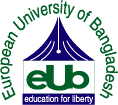 European University of Bangladesh
eUb
education for liberty